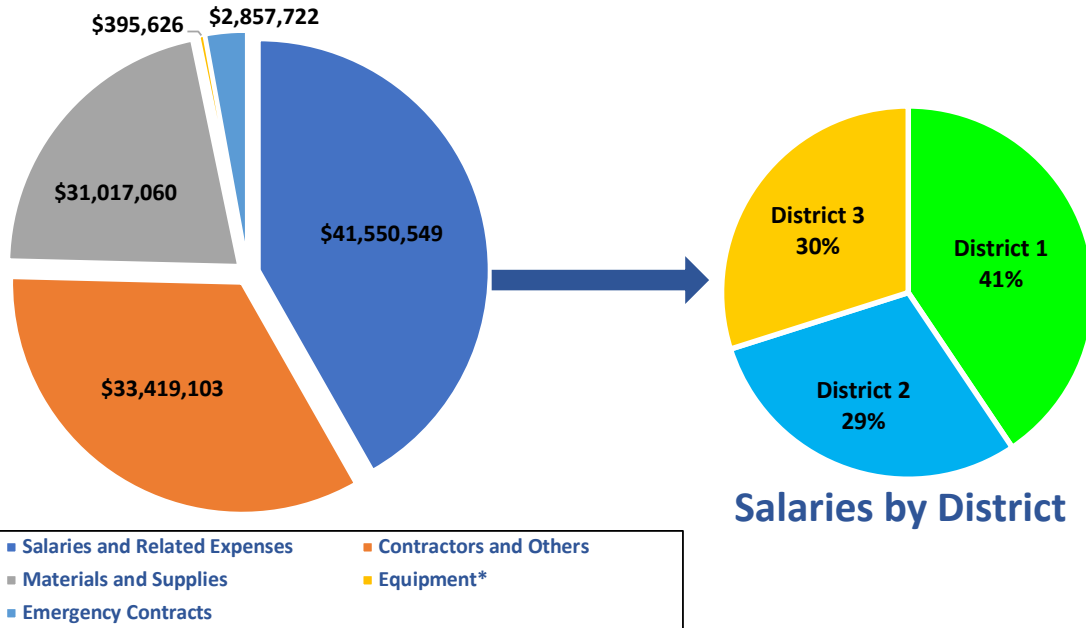 $395,626
$2,857,722
$31,017,060
$41,550,549
$33,419,103
District 3
30%
District 1
41%
District 2
29%
Salaries by District
Salaries and Related Expenses
Contractors and Others
Materials and Supplies
Equipment*
Emergency Contracts